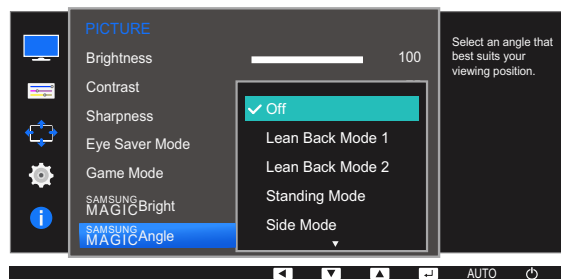 PICTURE
Brightness 100
Contrast
Sharpness
Eye Saver Mode
Game Mode
SAMSUNG
MAGICBright
SAMSUNG
MAGICAngle
Off
Lean Back Mode 1
Lean Back Mode 2
Standing Mode
Side Mode
Select an angle that
best suits your
viewing position.
AUTO